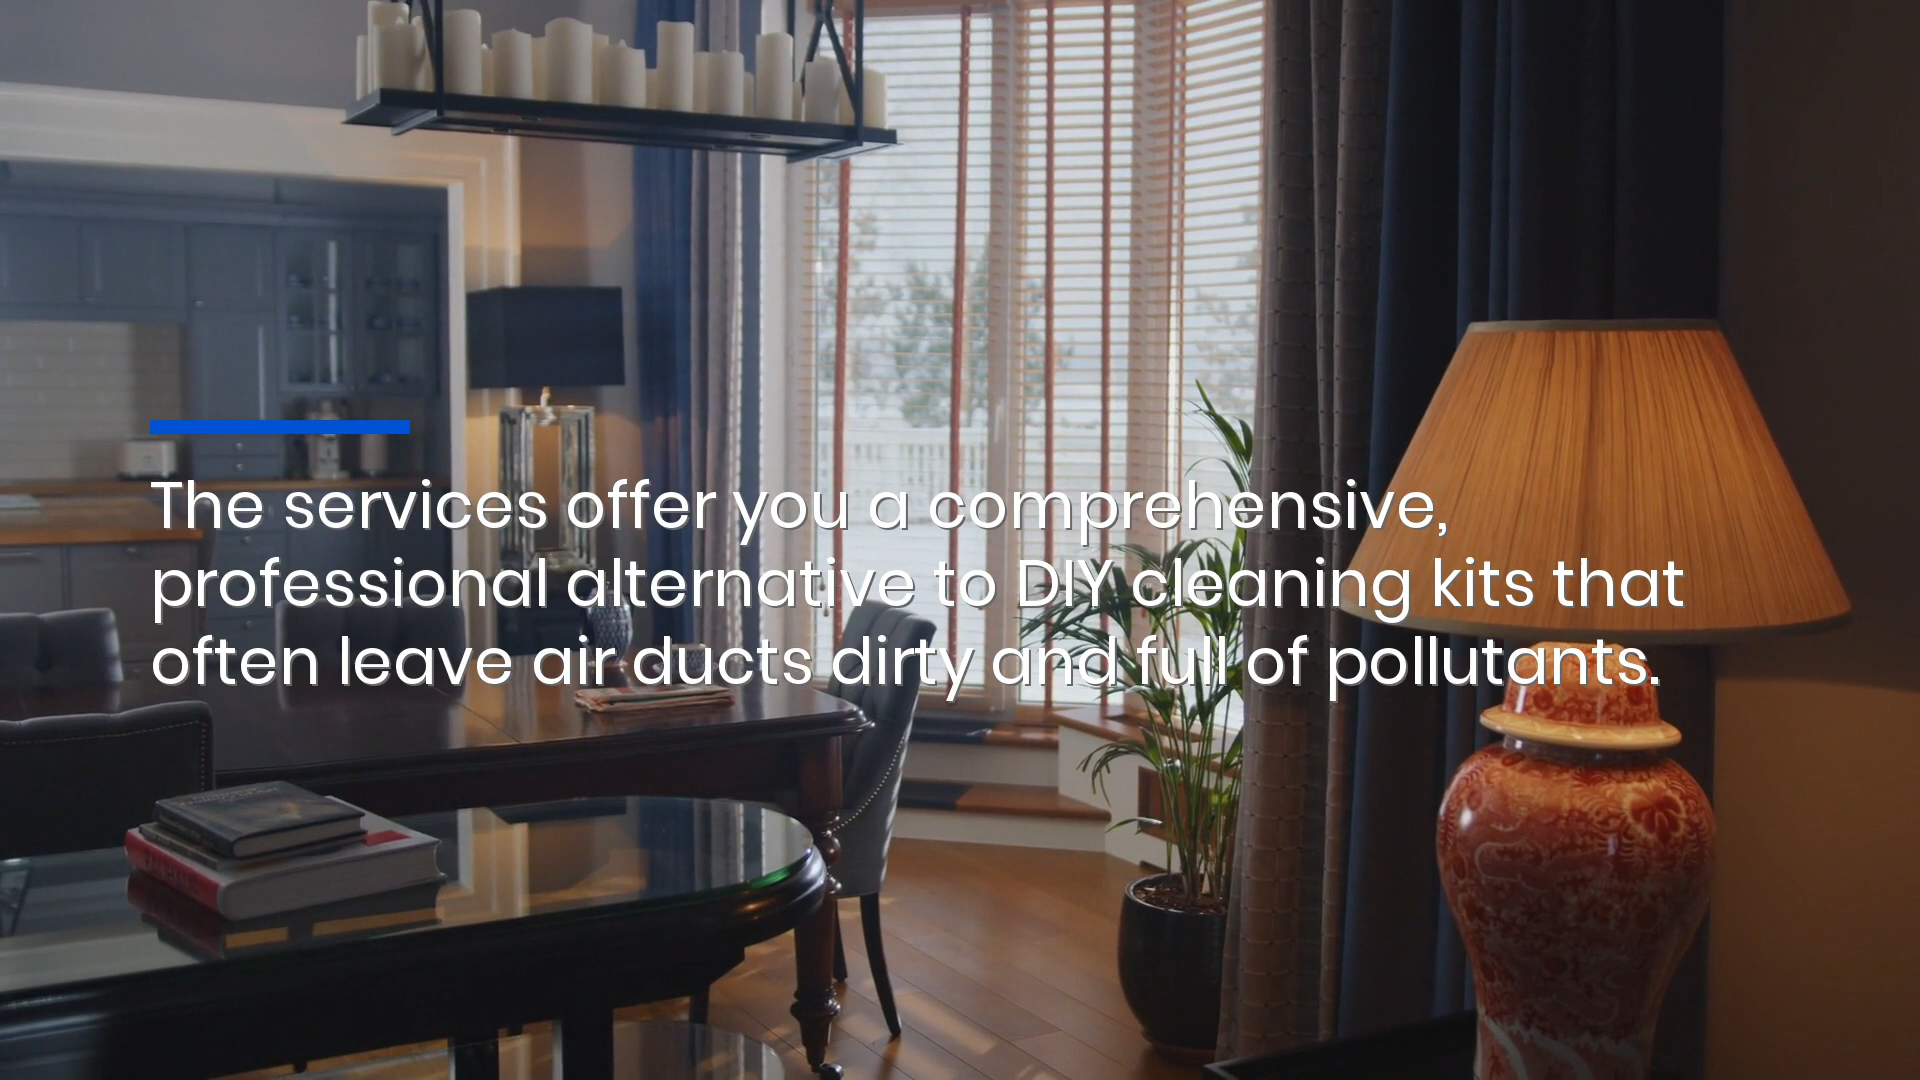 The services offer you a comprehensive,
professional alternative to DIY cleaning kits that
often leave air ducts dirty and full of pollutants.